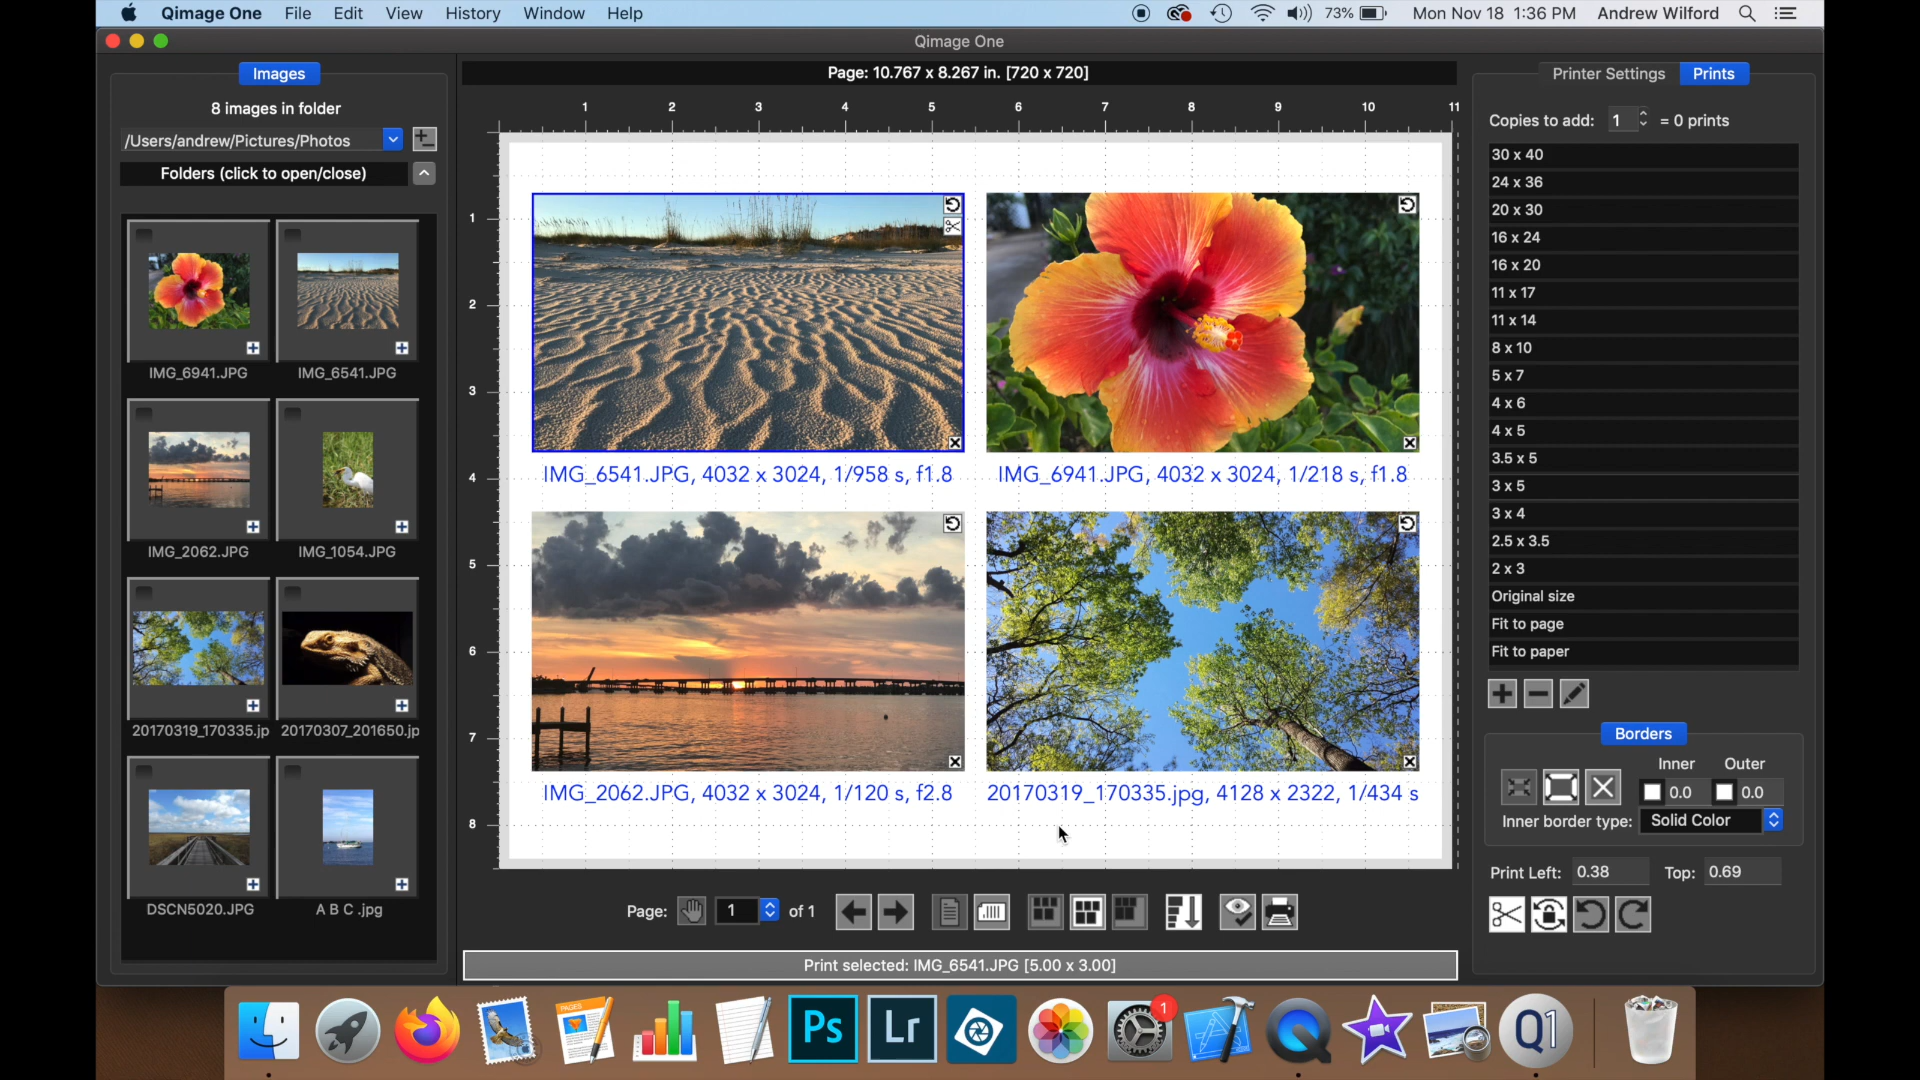 Qimage One File Edit View History Window Help 73% Mon Nov 18 1:36 PM Andrew Wilford
Qimage One
Images
8 images in folder
/Users/andrew/Pictures/Photos
Folders (click to open/close)
IMG_6941.JPG IMG_6541.JPG
IMG_2062.JPG IMG_1054.JPG
20170319_170335.jp 20170307_201650.jp
DSCN5020.JPG A B C .jpg
Page: 10.767 x 8.267 in. [720 x 720]
1 2 3 4 5 6 7 8 9 10 11
1
2
3
4
5
6
7
8
IMG_6541.JPG, 4032 x 3024, 1/958 s, f1.8
IMG_6941.JPG, 4032 x 3024, 1/218 s, f1.8
IMG_2062.JPG, 4032 x 3024, 1/120 s, f2.8
20170319_170335.jpg, 4128 x 2322, 1/434 s
Page: 1 of 1
Print selected: IMG_6541.JPG [5.00 x 3.00]
Printer Settings Prints
Copies to add: 1 = 0 prints
30 x 40
24 x 36
20 x 30
16 x 24
16 x 20
11 x 17
11 x 14
8 x 10
5 x 7
4 x 6
4 x 5
3.5 x 5
3 x 5
3 x 4
2.5 x 3.5
2 x 3
Original size
Fit to page
Fit to paper
Borders
Inner Outer
0.0 0.0
Inner border type: Solid Color
Print Left: 0.38 Top: 0.69
PAGES
Ps
Lr
1
Q1